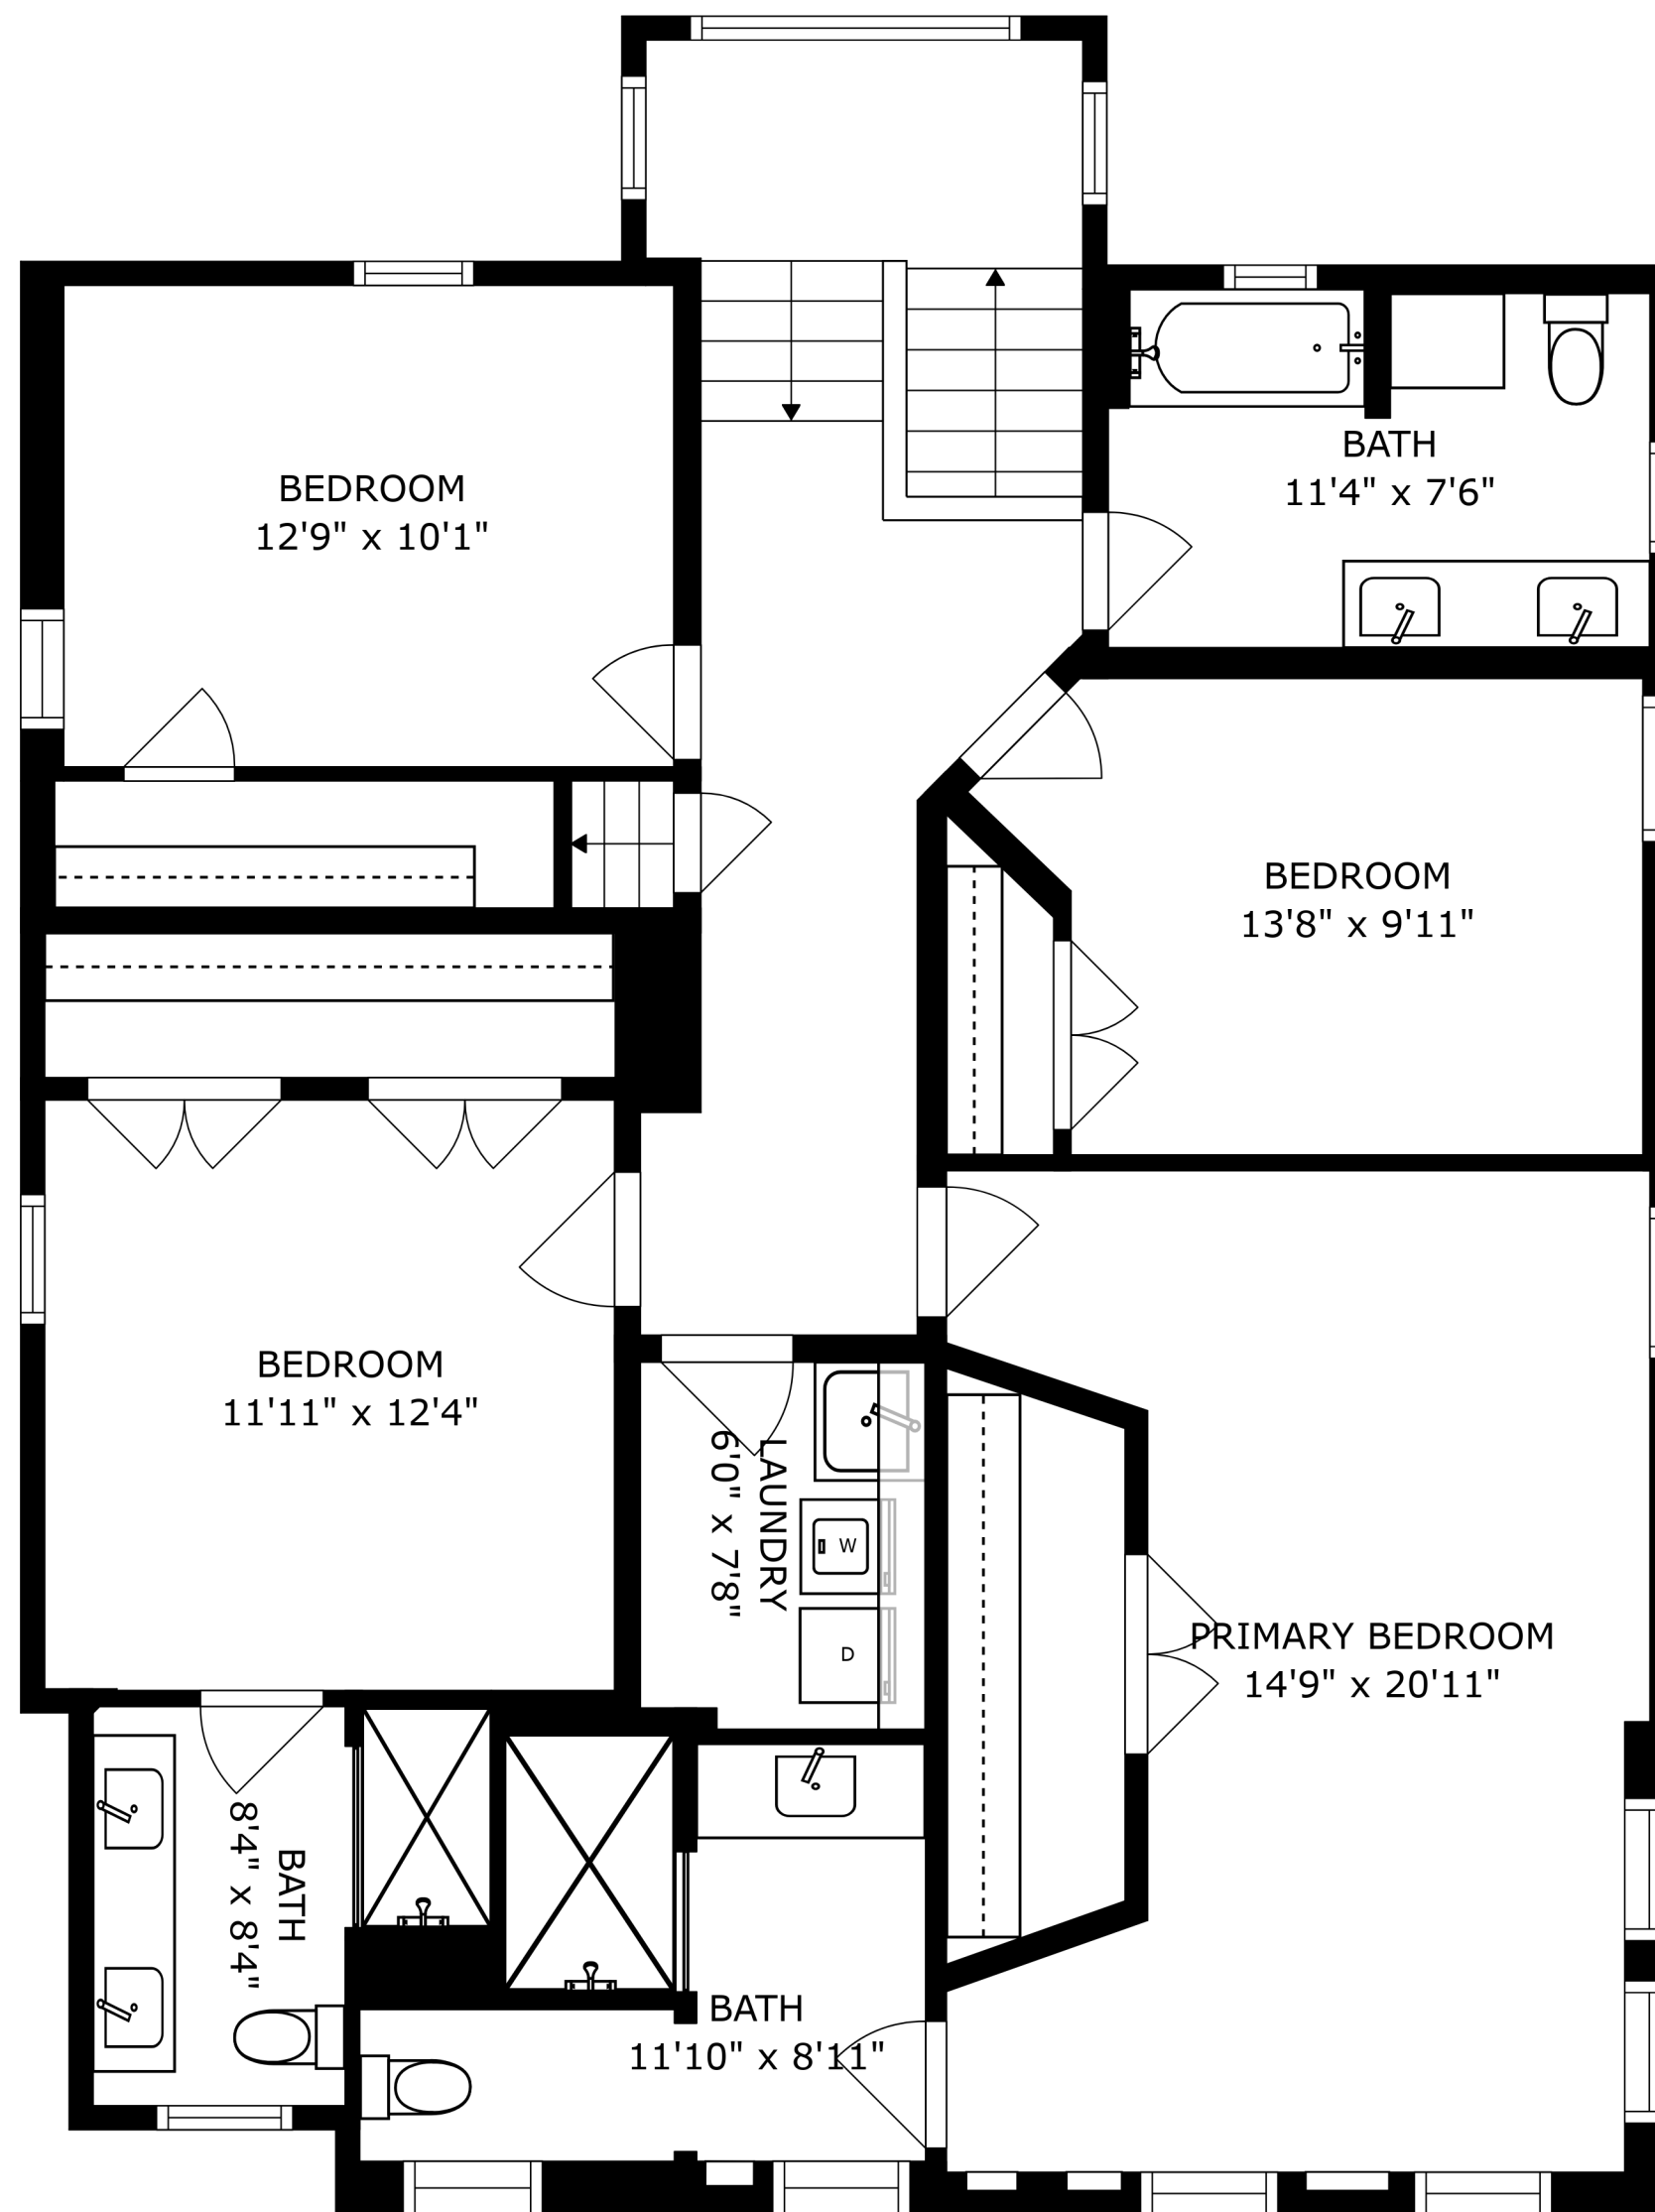 BATH
11'4" x 7'6"
BEDROOM
12'9" x 10'1"
BEDROOM
13'8" x 9'11"
BEDROOM
11'11" x 12'4"
LAUNDRY
6'0" x 7'8"
W
D
PRIMARY BEDROOM
14'9" x 20'11"
BATH
8'4" x 8'4"
BATH
11'10" x 8'11"